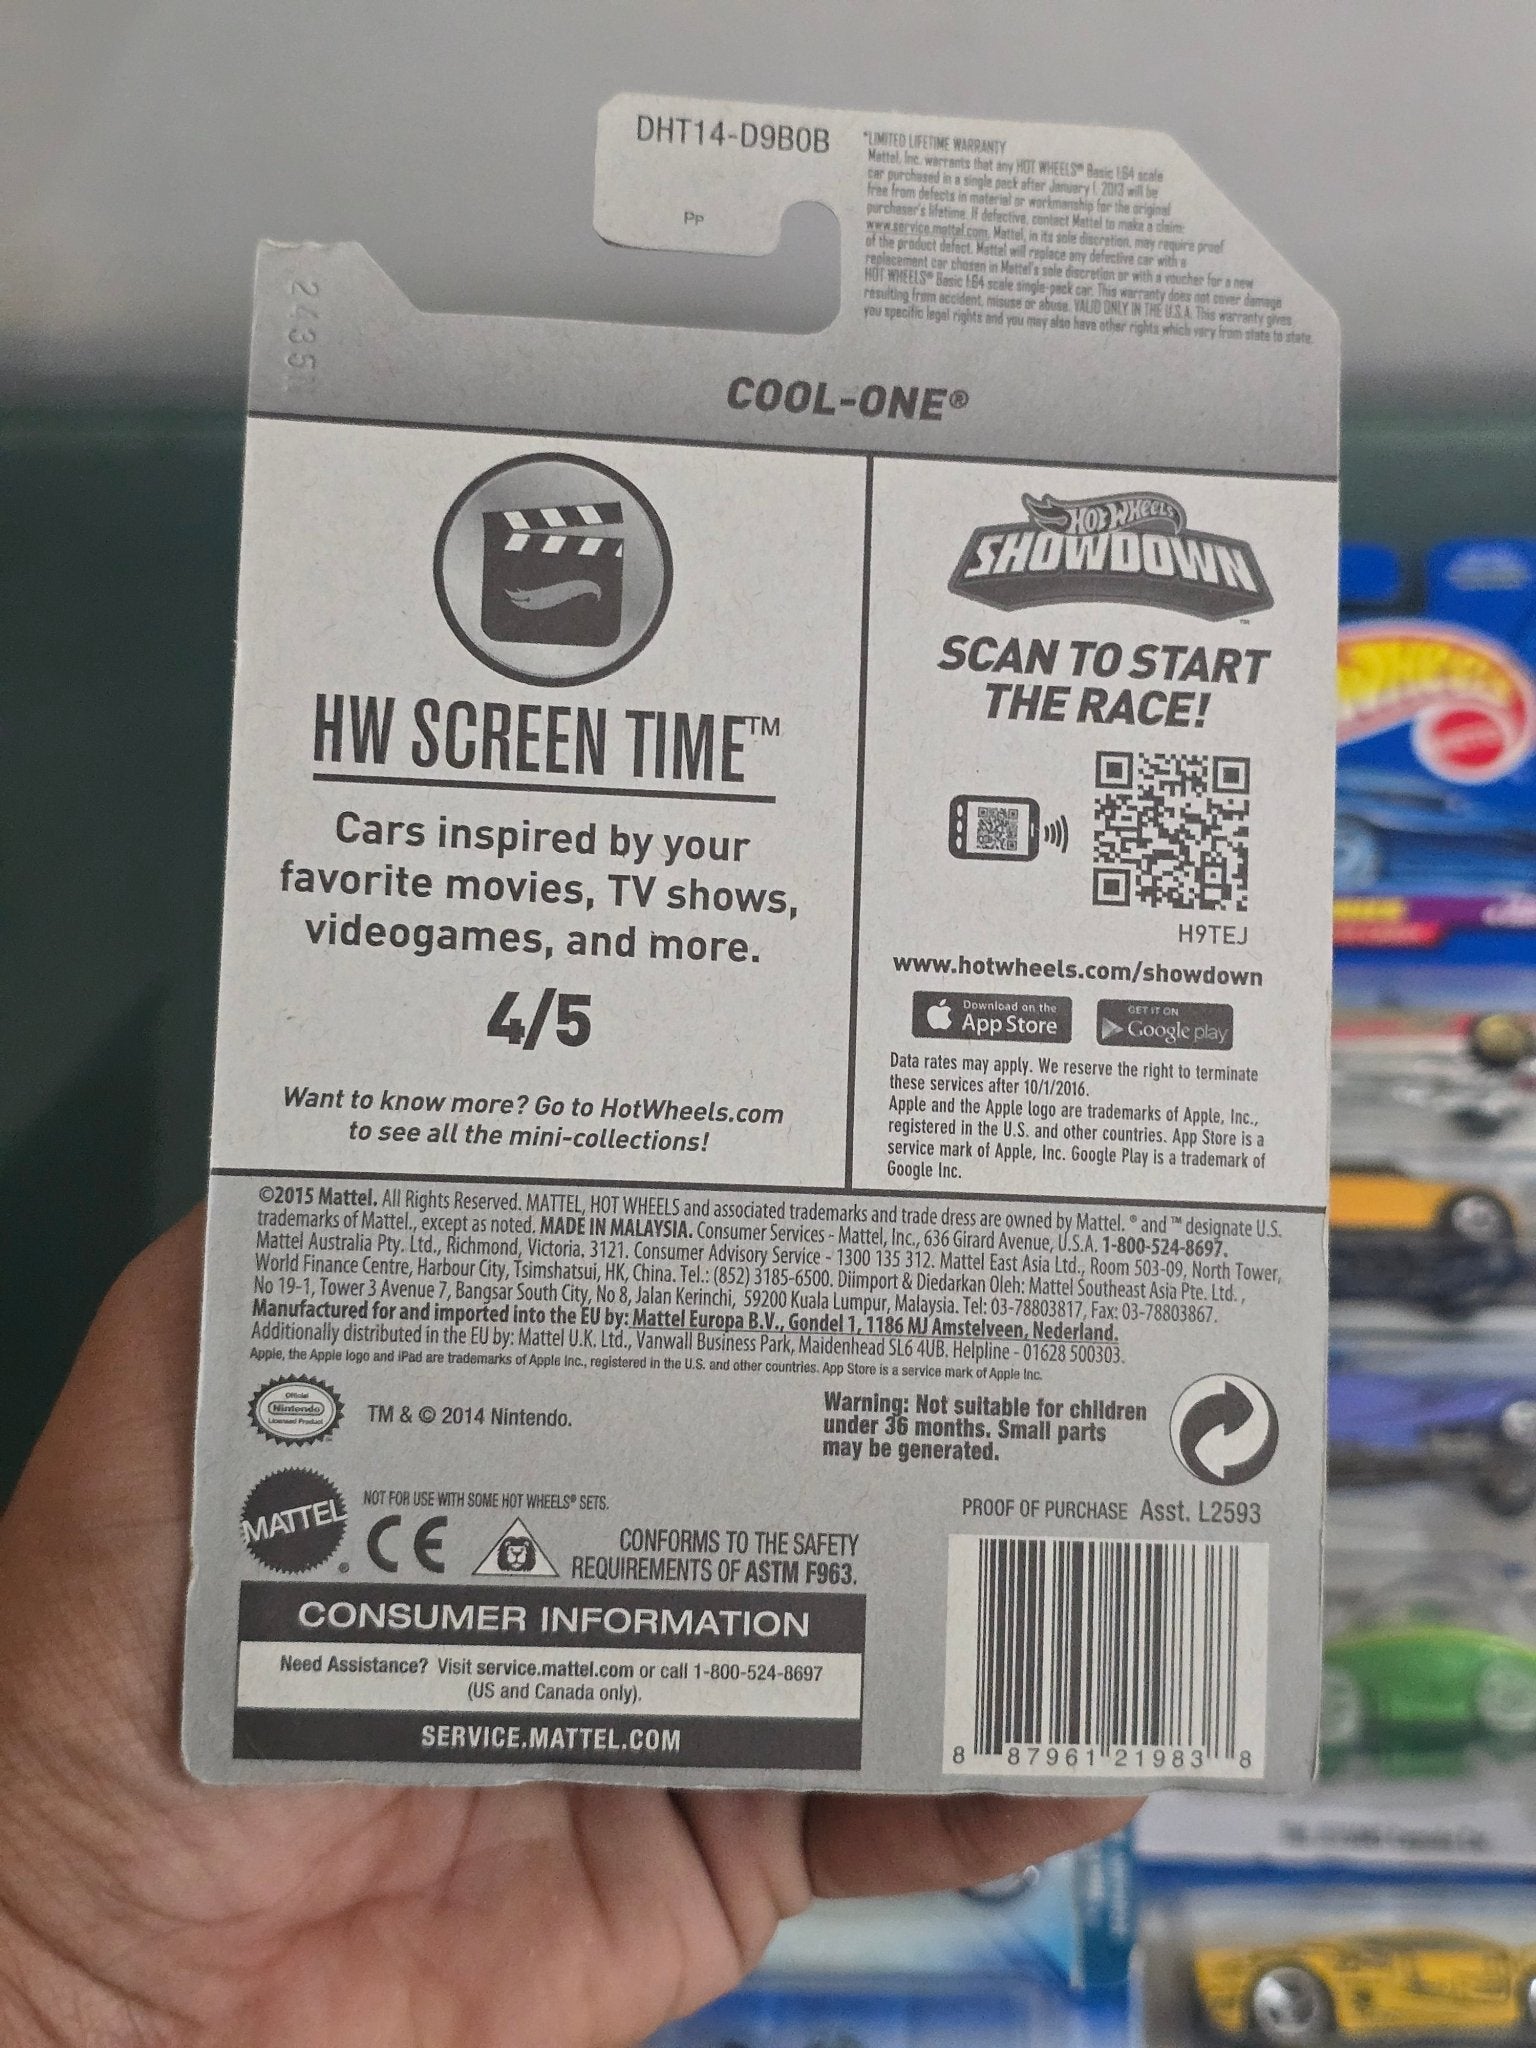 DHT14-D9B0B
Pp
*LIMITED LIFETIME WARRANTY
Mattel, Inc. warrants that any HOT WHEELS® Basic 1:64 scale
car purchased in a single pack after January 1, 2013 will be
free from defects in material or workmanship for the original
purchaser's lifetime. If defective, contact Mattel to make a claim:
www.service.mattel.com. Mattel, in its sole discretion, may require proof
of the product defect. Mattel will replace any defective car with a
replacement car chosen in Mattel's sole discretion or with a voucher for a new
HOT WHEELS® Basic 1:64 scale single-pack car. This warranty does not cover damage
resulting from accident, misuse or abuse. VALID ONLY IN THE U.S.A. This warranty gives
you specific legal rights and you may also have other rights which vary from state to state.
2435
COOL-ONE®
HW SCREEN TIME™
Cars inspired by your
favorite movies, TV shows,
videogames, and more.
4/5
Want to know more? Go to HotWheels.com
to see all the mini-collections!
HOT WHEELS
SHOWDOWN™
SCAN TO START
THE RACE!
H9TEJ
www.hotwheels.com/showdown
Download on the
App Store
GET IT ON
Google play
Data rates may apply. We reserve the right to terminate
these services after 10/1/2016.
Apple and the Apple logo are trademarks of Apple, Inc.,
registered in the U.S. and other countries. App Store is a
service mark of Apple, Inc. Google Play is a trademark of
Google Inc.
©2015 Mattel. All Rights Reserved. MATTEL, HOT WHEELS and associated trademarks and trade dress are owned by Mattel. ® and ™ designate U.S.
trademarks of Mattel., except as noted. MADE IN MALAYSIA. Consumer Services - Mattel, Inc., 636 Girard Avenue, U.S.A. 1-800-524-8697.
Mattel Australia Pty. Ltd., Richmond, Victoria. 3121. Consumer Advisory Service - 1300 135 312. Mattel East Asia Ltd., Room 503-09, North Tower,
World Finance Centre, Harbour City, Tsimshatsui, HK, China. Tel.: (852) 3185-6500. Diimport & Diedarkan Oleh: Mattel Southeast Asia Pte. Ltd.,
No 19-1, Tower 3 Avenue 7, Bangsar South City, No 8, Jalan Kerinchi, 59200 Kuala Lumpur, Malaysia. Tel: 03-78803817, Fax: 03-78803867.
Manufactured for and imported into the EU by: Mattel Europa B.V., Gondel 1, 1186 MJ Amstelveen, Nederland.
Additionally distributed in the EU by: Mattel U.K. Ltd., Vanwall Business Park, Maidenhead SL6 4UB. Helpline - 01628 500303.
Apple, the Apple logo and iPad are trademarks of Apple Inc., registered in the U.S. and other countries. App Store is a service mark of Apple Inc.
Official
Nintendo
Licensed Product
TM & © 2014 Nintendo.
Warning: Not suitable for children
under 36 months. Small parts
may be generated.
MATTEL®
NOT FOR USE WITH SOME HOT WHEELS® SETS.
CE
CONFORMS TO THE SAFETY
REQUIREMENTS OF ASTM F963.
PROOF OF PURCHASE Asst. L2593
CONSUMER INFORMATION
Need Assistance? Visit service.mattel.com or call 1-800-524-8697
(US and Canada only).
SERVICE.MATTEL.COM
8 87961 21983 8
WHEELS